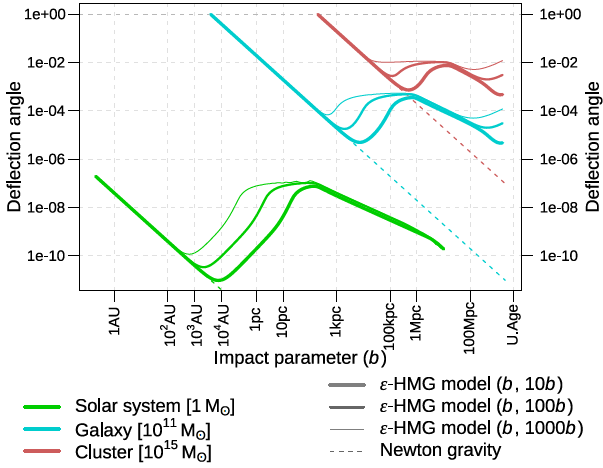 1e+00 1e+00
1e-02 1e-02
1e-04 1e-04
1e-06 1e-06
1e-08 1e-08
1e-10 1e-10
Deflection angle
Deflection angle
1AU 10²AU 10³AU 10⁴AU 1pc 10pc 1kpc 100kpc 1Mpc 100Mpc U.Age
Impact parameter (b)
Solar system [1 M⊙]
Galaxy [10¹¹ M⊙]
Cluster [10¹⁵ M⊙]
ε-HMG model (b, 10b)
ε-HMG model (b, 100b)
ε-HMG model (b, 1000b)
Newton gravity